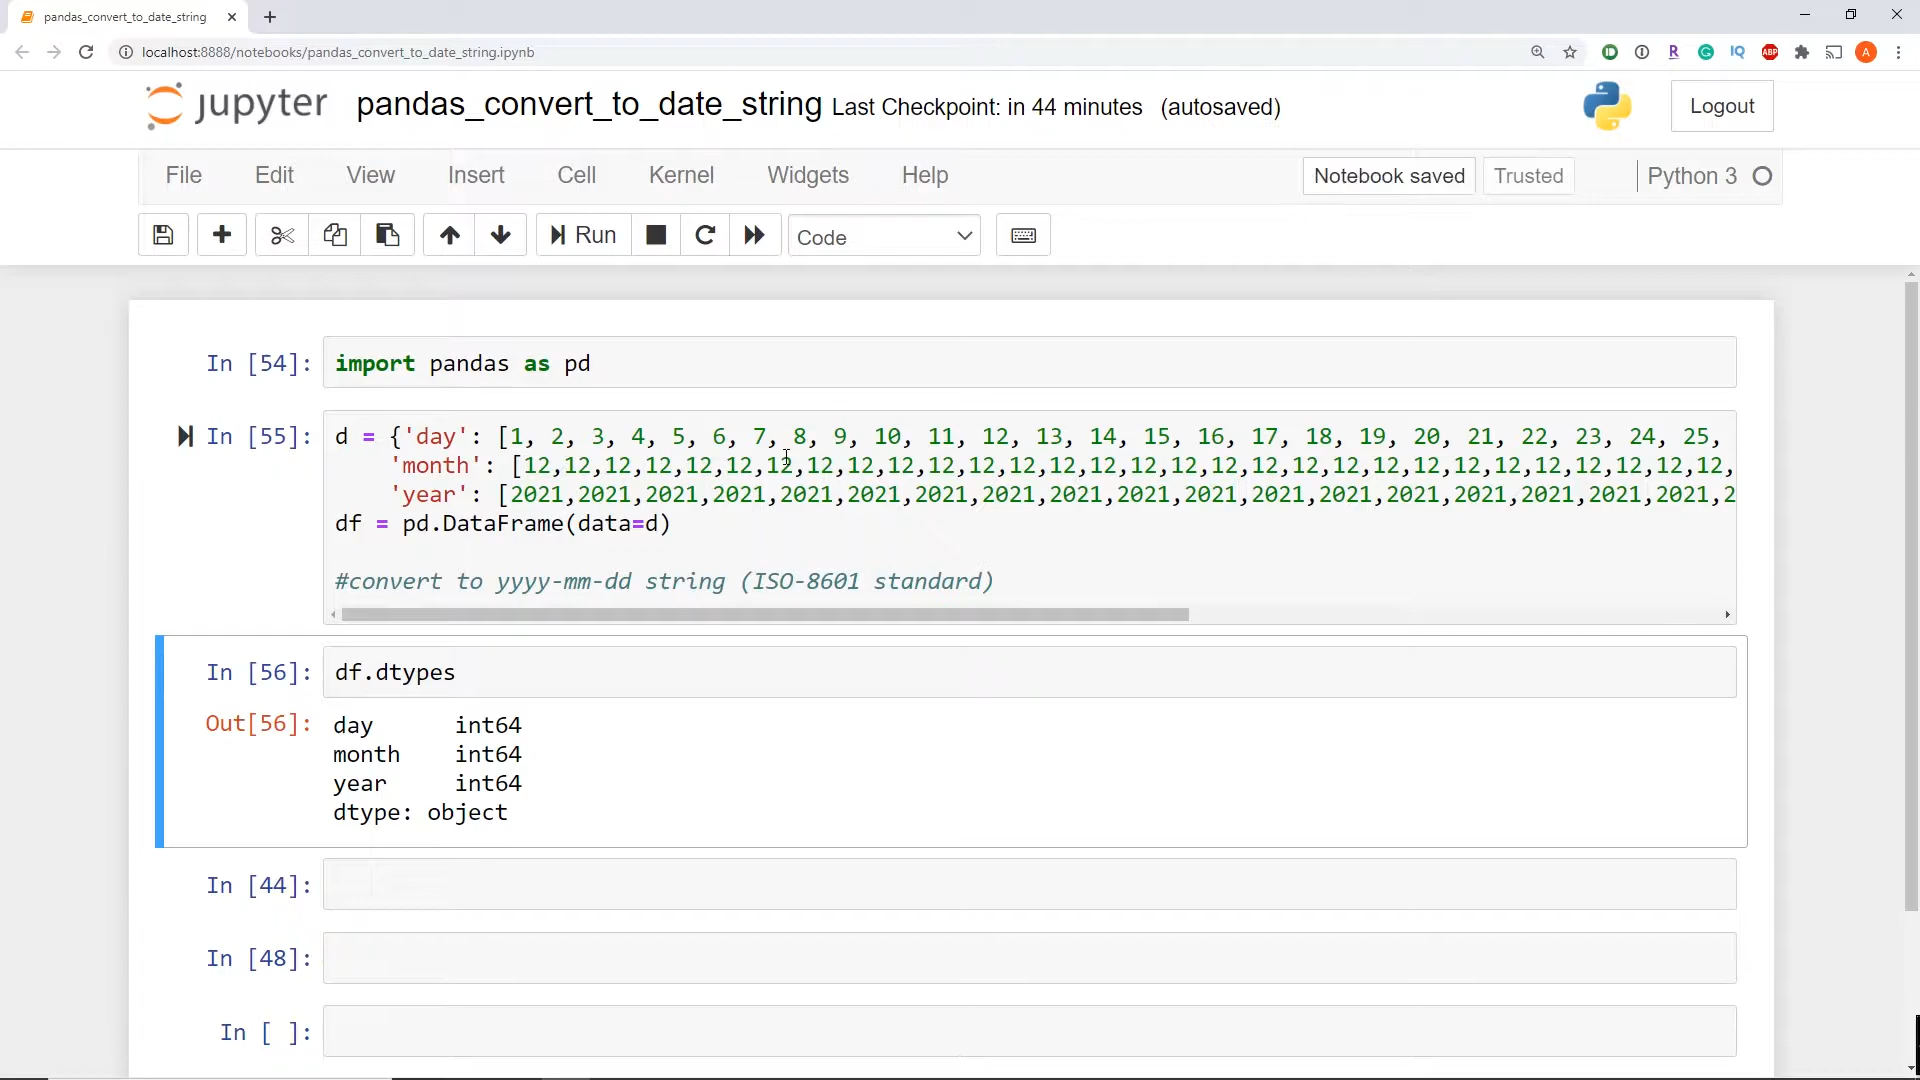 pandas_convert_to_date_string
localhost:8888/notebooks/pandas_convert_to_date_string.ipynb
R IQ ABP A
jupyter pandas_convert_to_date_string Last Checkpoint: in 44 minutes (autosaved) Logout
File Edit View Insert Cell Kernel Widgets Help Notebook saved Trusted Python 3
Run Code
In [54]: import pandas as pd
In [55]: d = {'day': [1, 2, 3, 4, 5, 6, 7, 8, 9, 10, 11, 12, 13, 14, 15, 16, 17, 18, 19, 20, 21, 22, 23, 24, 25,
'month': [12,12,12,12,12,12,12,12,12,12,12,12,12,12,12,12,12,12,12,12,12,12,12,12,12,12,12,12,12,12,
'year': [2021,2021,2021,2021,2021,2021,2021,2021,2021,2021,2021,2021,2021,2021,2021,2021,2021,2021,2
df = pd.DataFrame(data=d)
#convert to yyyy-mm-dd string (ISO-8601 standard)
In [56]: df.dtypes
Out[56]: day int64
month int64
year int64
dtype: object
In [44]:
In [48]:
In [ ]: